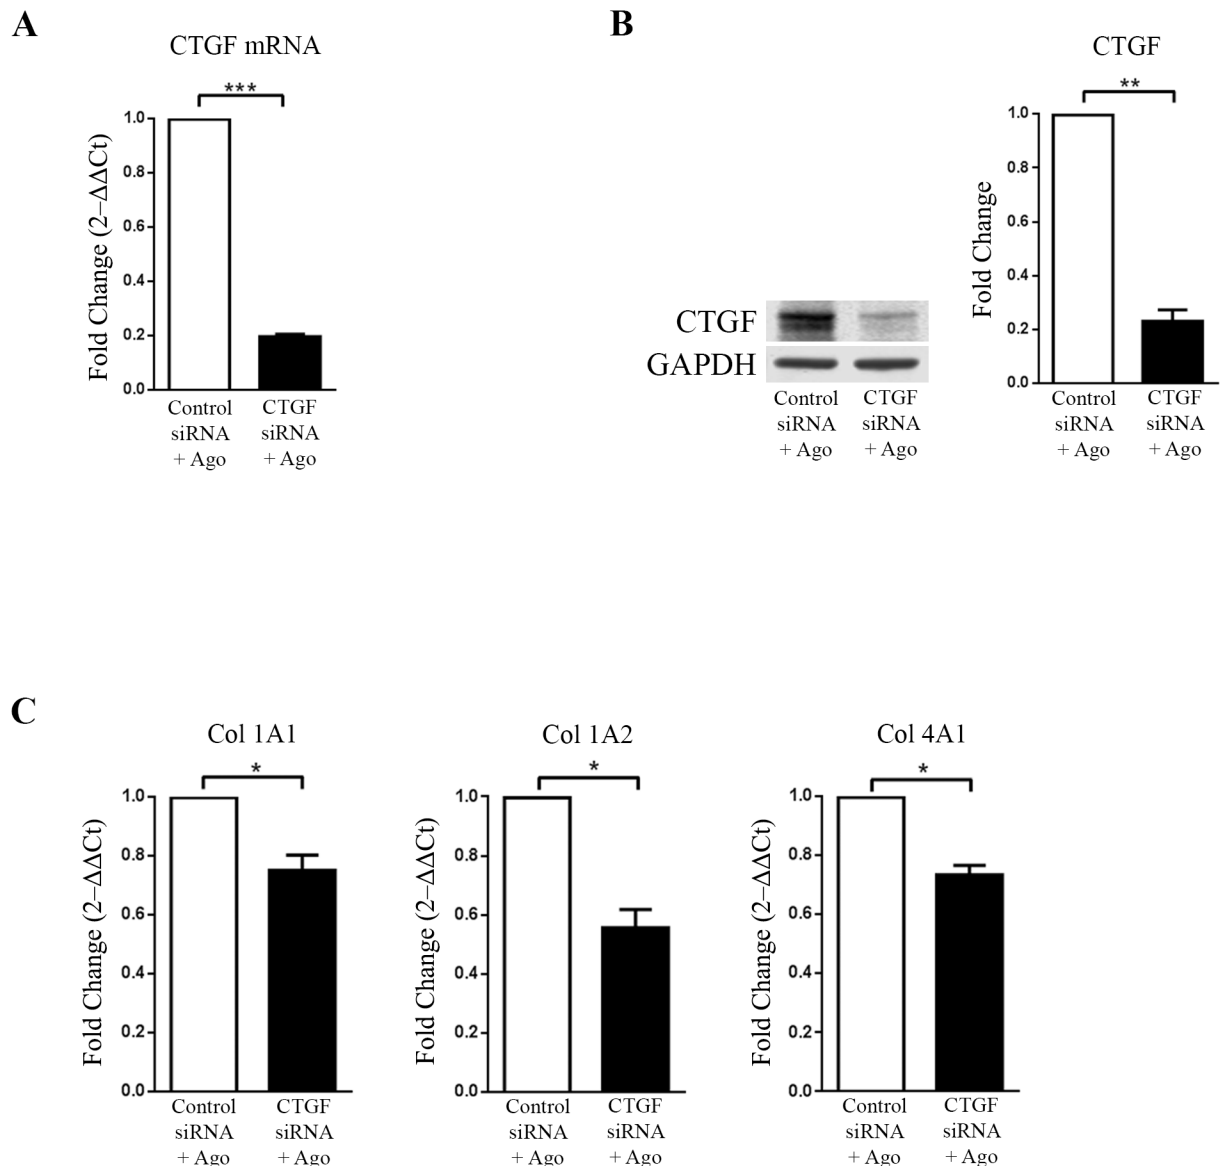 A
CTGF mRNA
***
Fold Change (2–ΔΔCt)
1.0
0.8
0.6
0.4
0.2
0.0
Control
siRNA
+ Ago
CTGF
siRNA
+ Ago
B
CTGF
GAPDH
Control
siRNA
+ Ago
CTGF
siRNA
+ Ago
CTGF
**
Fold Change
1.0
0.8
0.6
0.4
0.2
0.0
Control
siRNA
+ Ago
CTGF
siRNA
+ Ago
C
Col 1A1
*
Fold Change (2–ΔΔCt)
1.0
0.8
0.6
0.4
0.2
0.0
Control
siRNA
+ Ago
CTGF
siRNA
+ Ago
Col 1A2
*
Fold Change (2–ΔΔCt)
1.0
0.8
0.6
0.4
0.2
0.0
Control
siRNA
+ Ago
CTGF
siRNA
+ Ago
Col 4A1
*
Fold Change (2–ΔΔCt)
1.0
0.8
0.6
0.4
0.2
0.0
Control
siRNA
+ Ago
CTGF
siRNA
+ Ago